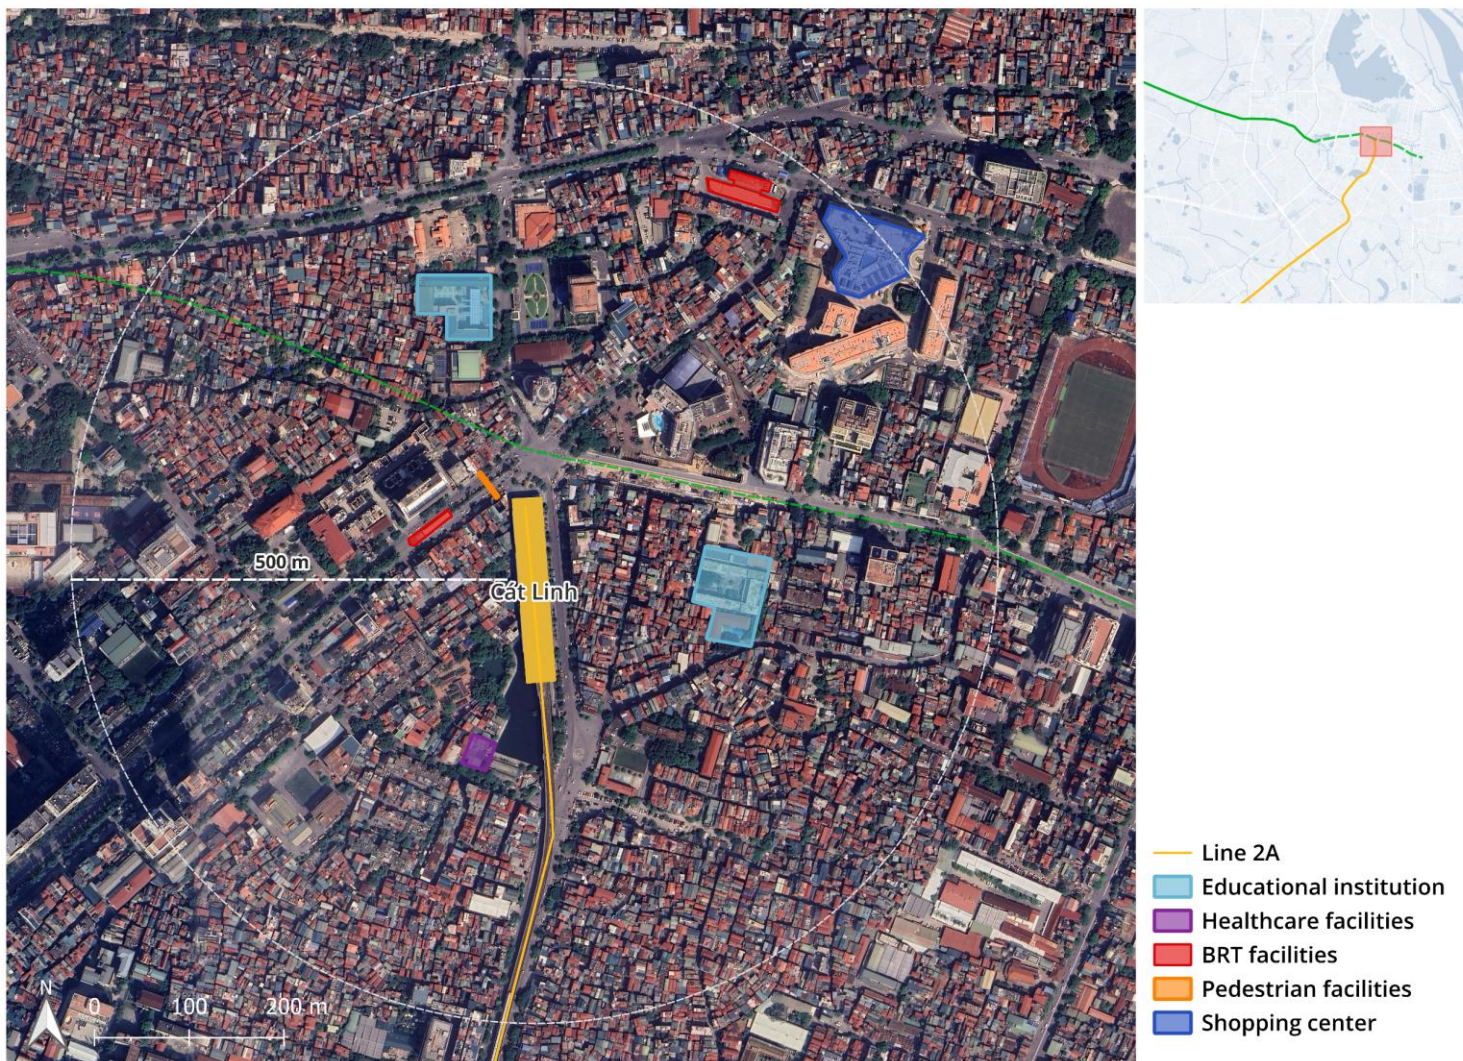 500 m
Cát Linh
N
0 100 200 m
Line 2A
Educational institution
Healthcare facilities
BRT facilities
Pedestrian facilities
Shopping center